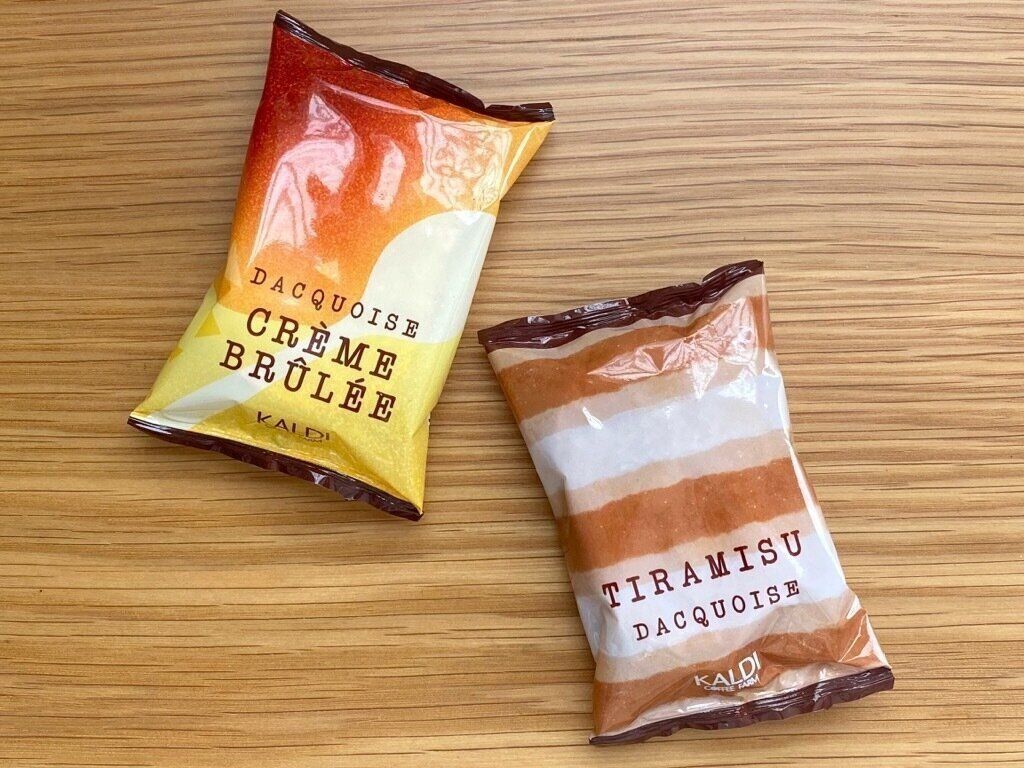 DACQUOISE
CRÈME
BRÛLÉE
KALDI
TIRAMISU
DACQUOISE
KALDI
COFFEE FARM